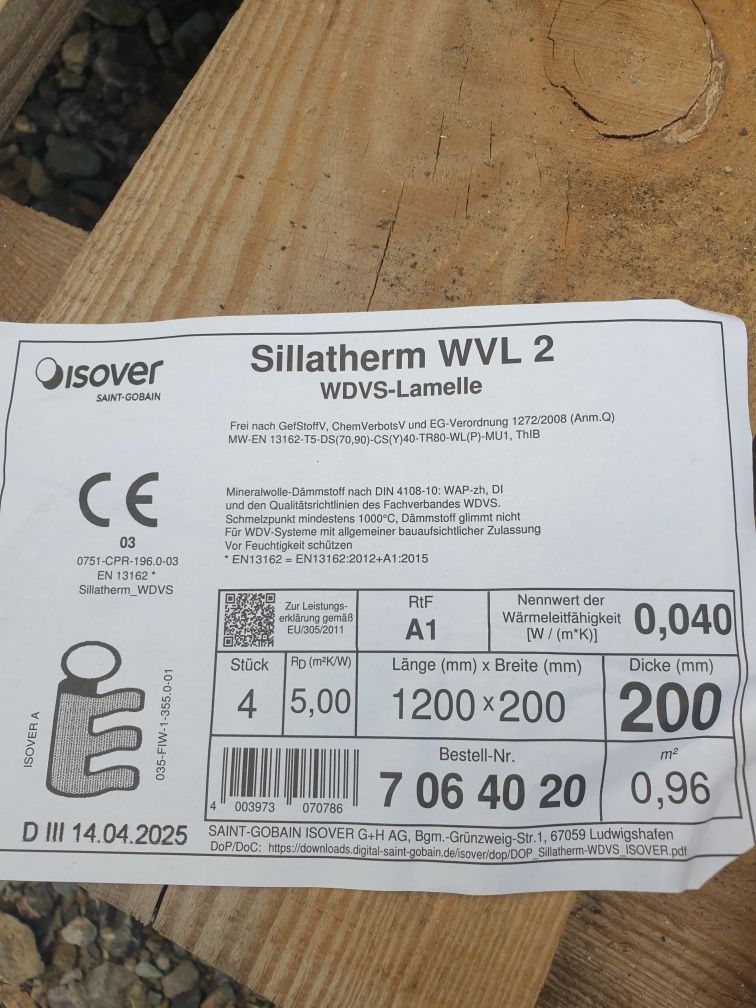 isover
SAINT-GOBAIN
Sillatherm WVL 2
WDVS-Lamelle
Frei nach GefStoffV, ChemVerbotsV und EG-Verordnung 1272/2008 (Anm.Q)
MW-EN 13162-T5-DS(70,90)-CS(Y)40-TR80-WL(P)-MU1, ThIB
CE
03
0751-CPR-196.0-03
EN 13162 *
Sillatherm_WDVS
Mineralwolle-Dämmstoff nach DIN 4108-10: WAP-zh, DI
und den Qualitätsrichtlinien des Fachverbandes WDVS.
Schmelzpunkt mindestens 1000°C, Dämmstoff glimmt nicht
Für WDV-Systeme mit allgemeiner bauaufsichtlicher Zulassung
Vor Feuchtigkeit schützen
* EN13162 = EN13162:2012+A1:2015
Zur Leistungs-
erklärung gemäß
EU/305/2011
RtF
A1
Nennwert der
Wärmeleitfähigkeit
[W / (m*K)]
0,040
Stück
4
RD (m²K/W)
5,00
Länge (mm) x Breite (mm)
1200 x 200
Dicke (mm)
200
4 003973 070786
Bestell-Nr.
7 06 40 20
m²
0,96
ISOVER A
035-FIW-1-355.0-01
D III 14.04.2025
SAINT-GOBAIN ISOVER G+H AG, Bgm.-Grünzweig-Str.1, 67059 Ludwigshafen
DoP/DoC: https://downloads.digital-saint-gobain.de/isover/dop/DOP_Sillatherm-WDVS_ISOVER.pdf